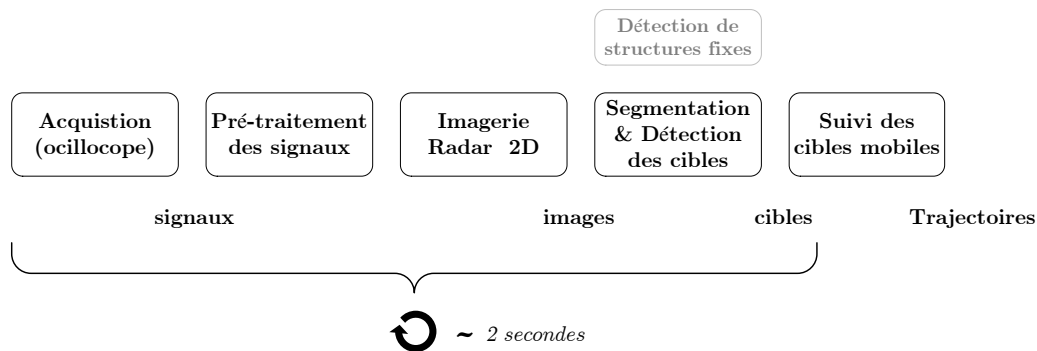 Détection de
structures fixes
Acquistion
(ocillocope)
Pré-traitement
des signaux
Imagerie
Radar 2D
Segmentation
& Détection
des cibles
Suivi des
cibles mobiles
signaux
images
cibles
Trajectoires
~ 2 secondes